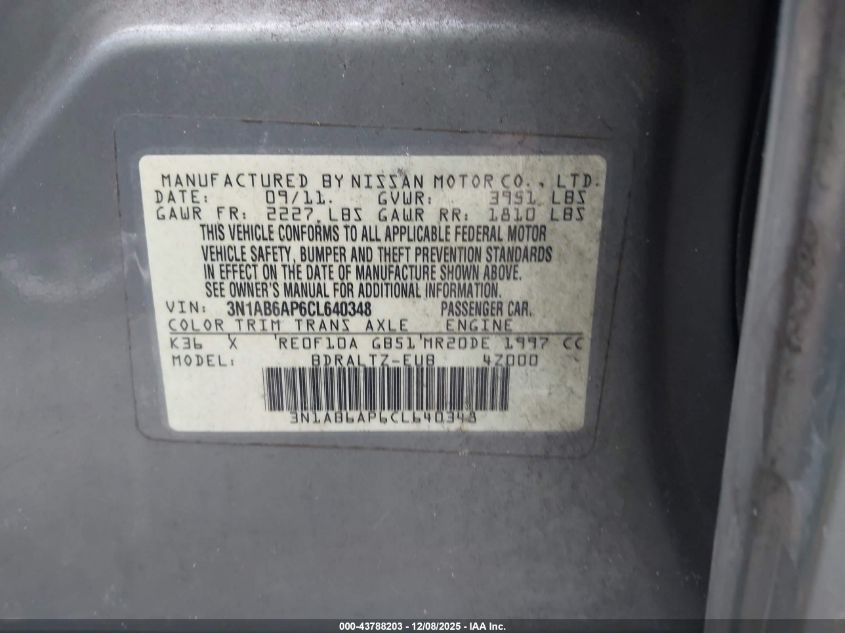 MANUFACTURED BY NISSAN MOTOR CO., LTD.
DATE: 09/11. GVWR: 3951 LBS
GAWR FR: 2227 LBS GAWR RR: 1810 LBS
THIS VEHICLE CONFORMS TO ALL APPLICABLE FEDERAL MOTOR
VEHICLE SAFETY, BUMPER AND THEFT PREVENTION STANDARDS
IN EFFECT ON THE DATE OF MANUFACTURE SHOWN ABOVE.
SEE OWNER'S MANUAL FOR ADDITIONAL INFORMATION.
VIN: 3N1AB6AP6CL640348 PASSENGER CAR.
COLOR TRIM TRANS AXLE ENGINE
K36 X 'RE0F10A GB51'MR20DE 1997 CC
MODEL: BDRALTZ-EUB 4Z000
3N1AB6AP6CL640348
000-43788203 - 12/08/2025 - IAA Inc.